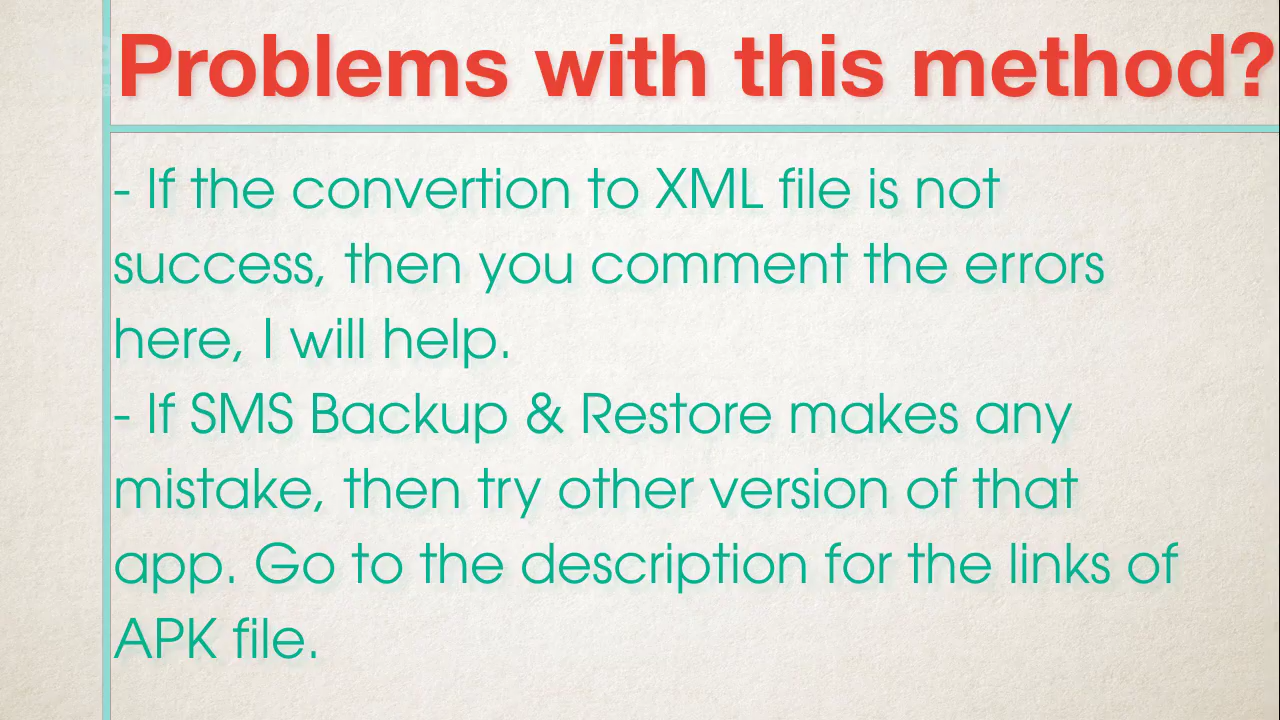 Problems with this method?
- If the convertion to XML file is not
success, then you comment the errors
here, I will help.
- If SMS Backup & Restore makes any
mistake, then try other version of that
app. Go to the description for the links of
APK file.